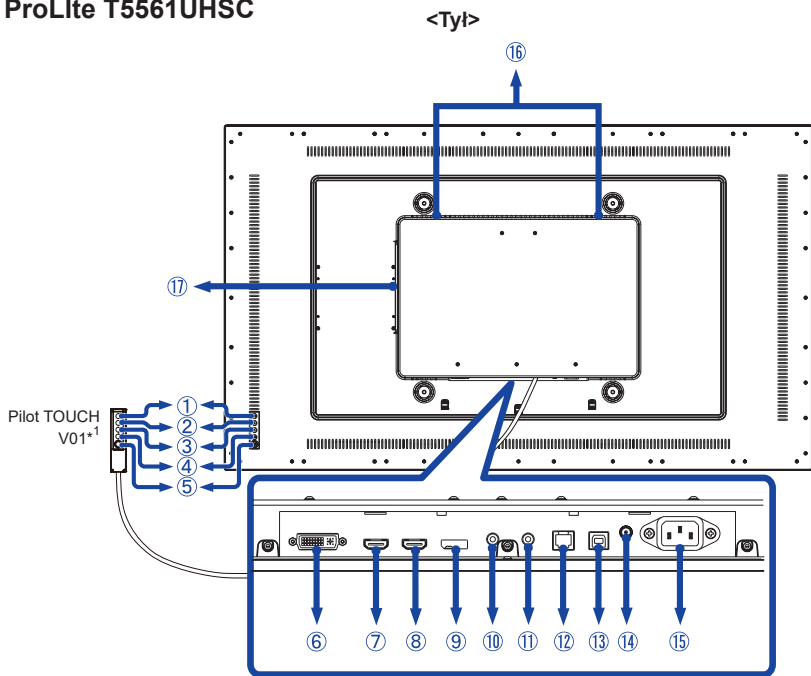 ProLIte T5561UHSC
<Tył>
⑯
⑰
Pilot TOUCH
V01*1
①
②
③
④
⑤
⑥ ⑦ ⑧ ⑨ ⑩ ⑪ ⑫ ⑬ ⑭ ⑮